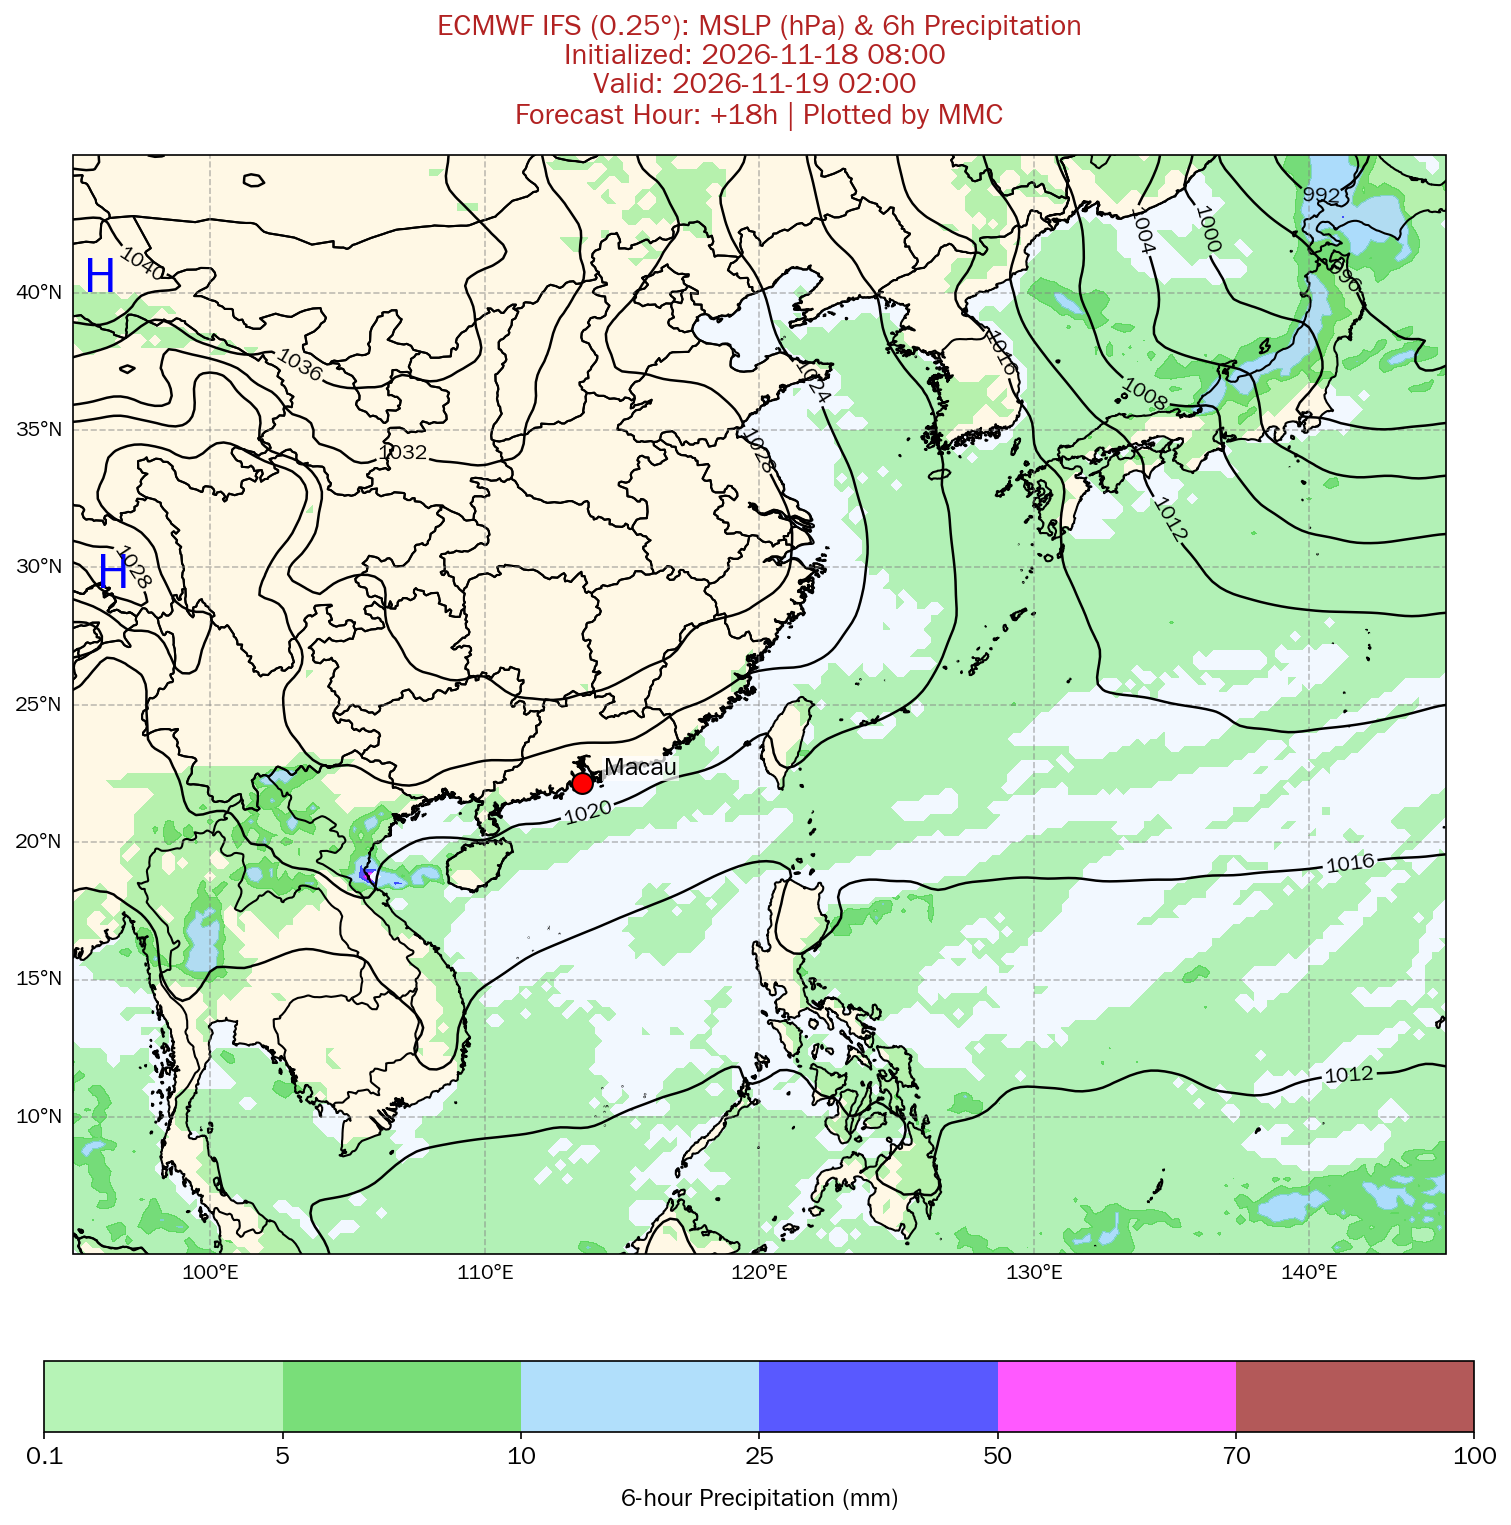 ECMWF IFS (0.25°): MSLP (hPa) & 6h Precipitation
Initialized: 2026-11-18 08:00
Valid: 2026-11-19 02:00
Forecast Hour: +18h | Plotted by MMC
992
1004
1000
996
H
1040
40°N
1036
1016
1024
1008
35°N
1032
1028
1012
30°N
H
1028
25°N
Macau
1020
20°N
1016
15°N
1012
10°N
100°E
110°E
120°E
130°E
140°E
0.1
5
10
25
50
70
100
6-hour Precipitation (mm)